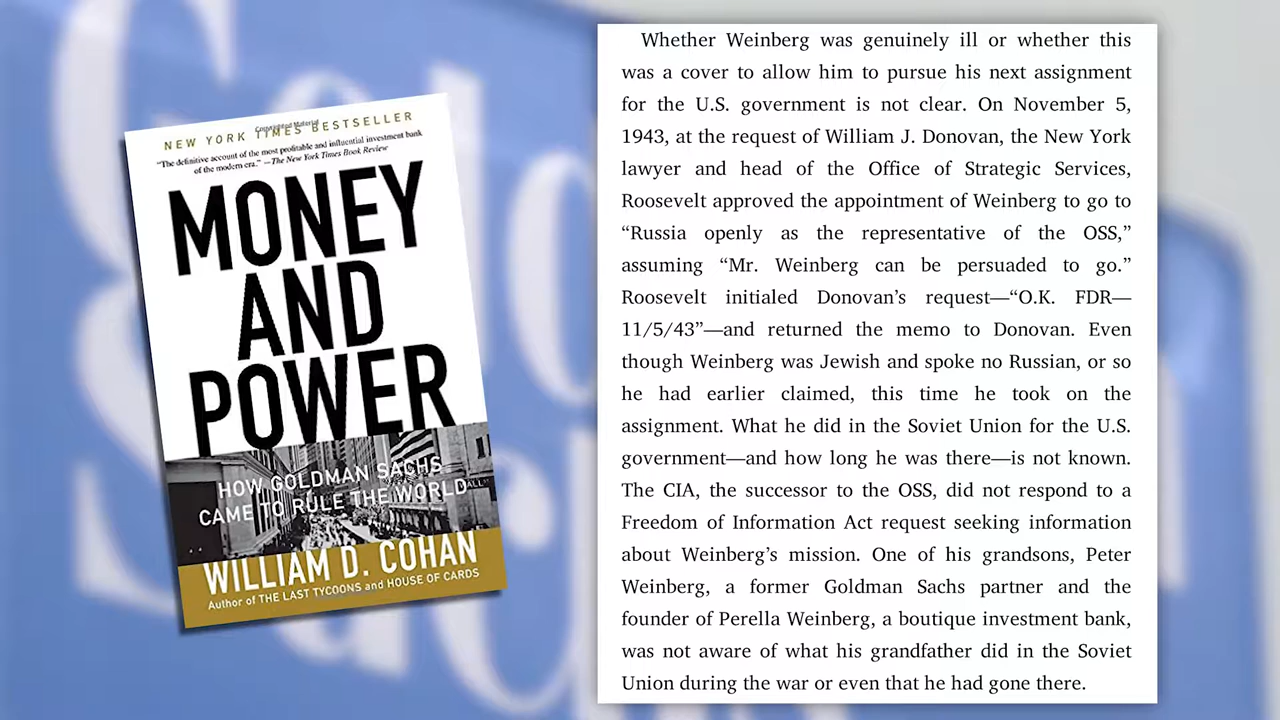 NEW YORK TIMES BESTSELLER
Copyrighted Material
“The definitive account of the most profitable and influential investment bank
of the modern era.” —The New York Times Book Review
MONEY
AND
POWER
HOW GOLDMAN SACHS
CAME TO RULE THE WORLD
WILLIAM D. COHAN
Author of THE LAST TYCOONS and HOUSE OF CARDS
Whether Weinberg was genuinely ill or whether this
was a cover to allow him to pursue his next assignment
for the U.S. government is not clear. On November 5,
1943, at the request of William J. Donovan, the New York
lawyer and head of the Office of Strategic Services,
Roosevelt approved the appointment of Weinberg to go to
“Russia openly as the representative of the OSS,”
assuming “Mr. Weinberg can be persuaded to go.”
Roosevelt initialed Donovan’s request—“O.K. FDR—
11/5/43”—and returned the memo to Donovan. Even
though Weinberg was Jewish and spoke no Russian, or so
he had earlier claimed, this time he took on the
assignment. What he did in the Soviet Union for the U.S.
government—and how long he was there—is not known.
The CIA, the successor to the OSS, did not respond to a
Freedom of Information Act request seeking information
about Weinberg’s mission. One of his grandsons, Peter
Weinberg, a former Goldman Sachs partner and the
founder of Perella Weinberg, a boutique investment bank,
was not aware of what his grandfather did in the Soviet
Union during the war or even that he had gone there.